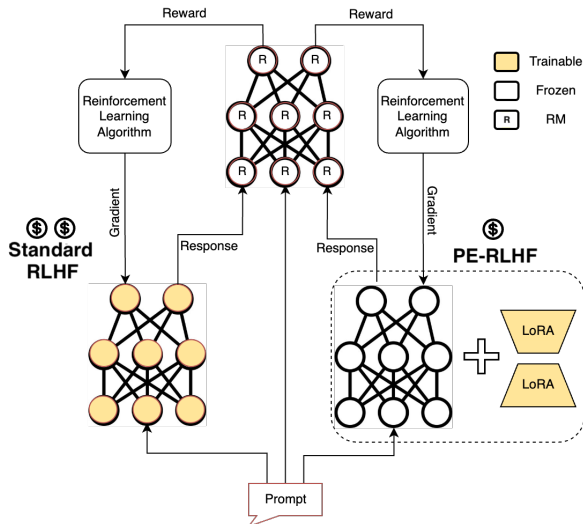 Reward
Reward
Reinforcement
Learning
Algorithm
R
R
R
R
R
R
R
R
Reinforcement
Learning
Algorithm
Trainable
Frozen
R
RM
Gradient
Gradient
$ $
Standard
RLHF
Response
Response
$
PE-RLHF
LoRA
LoRA
Prompt